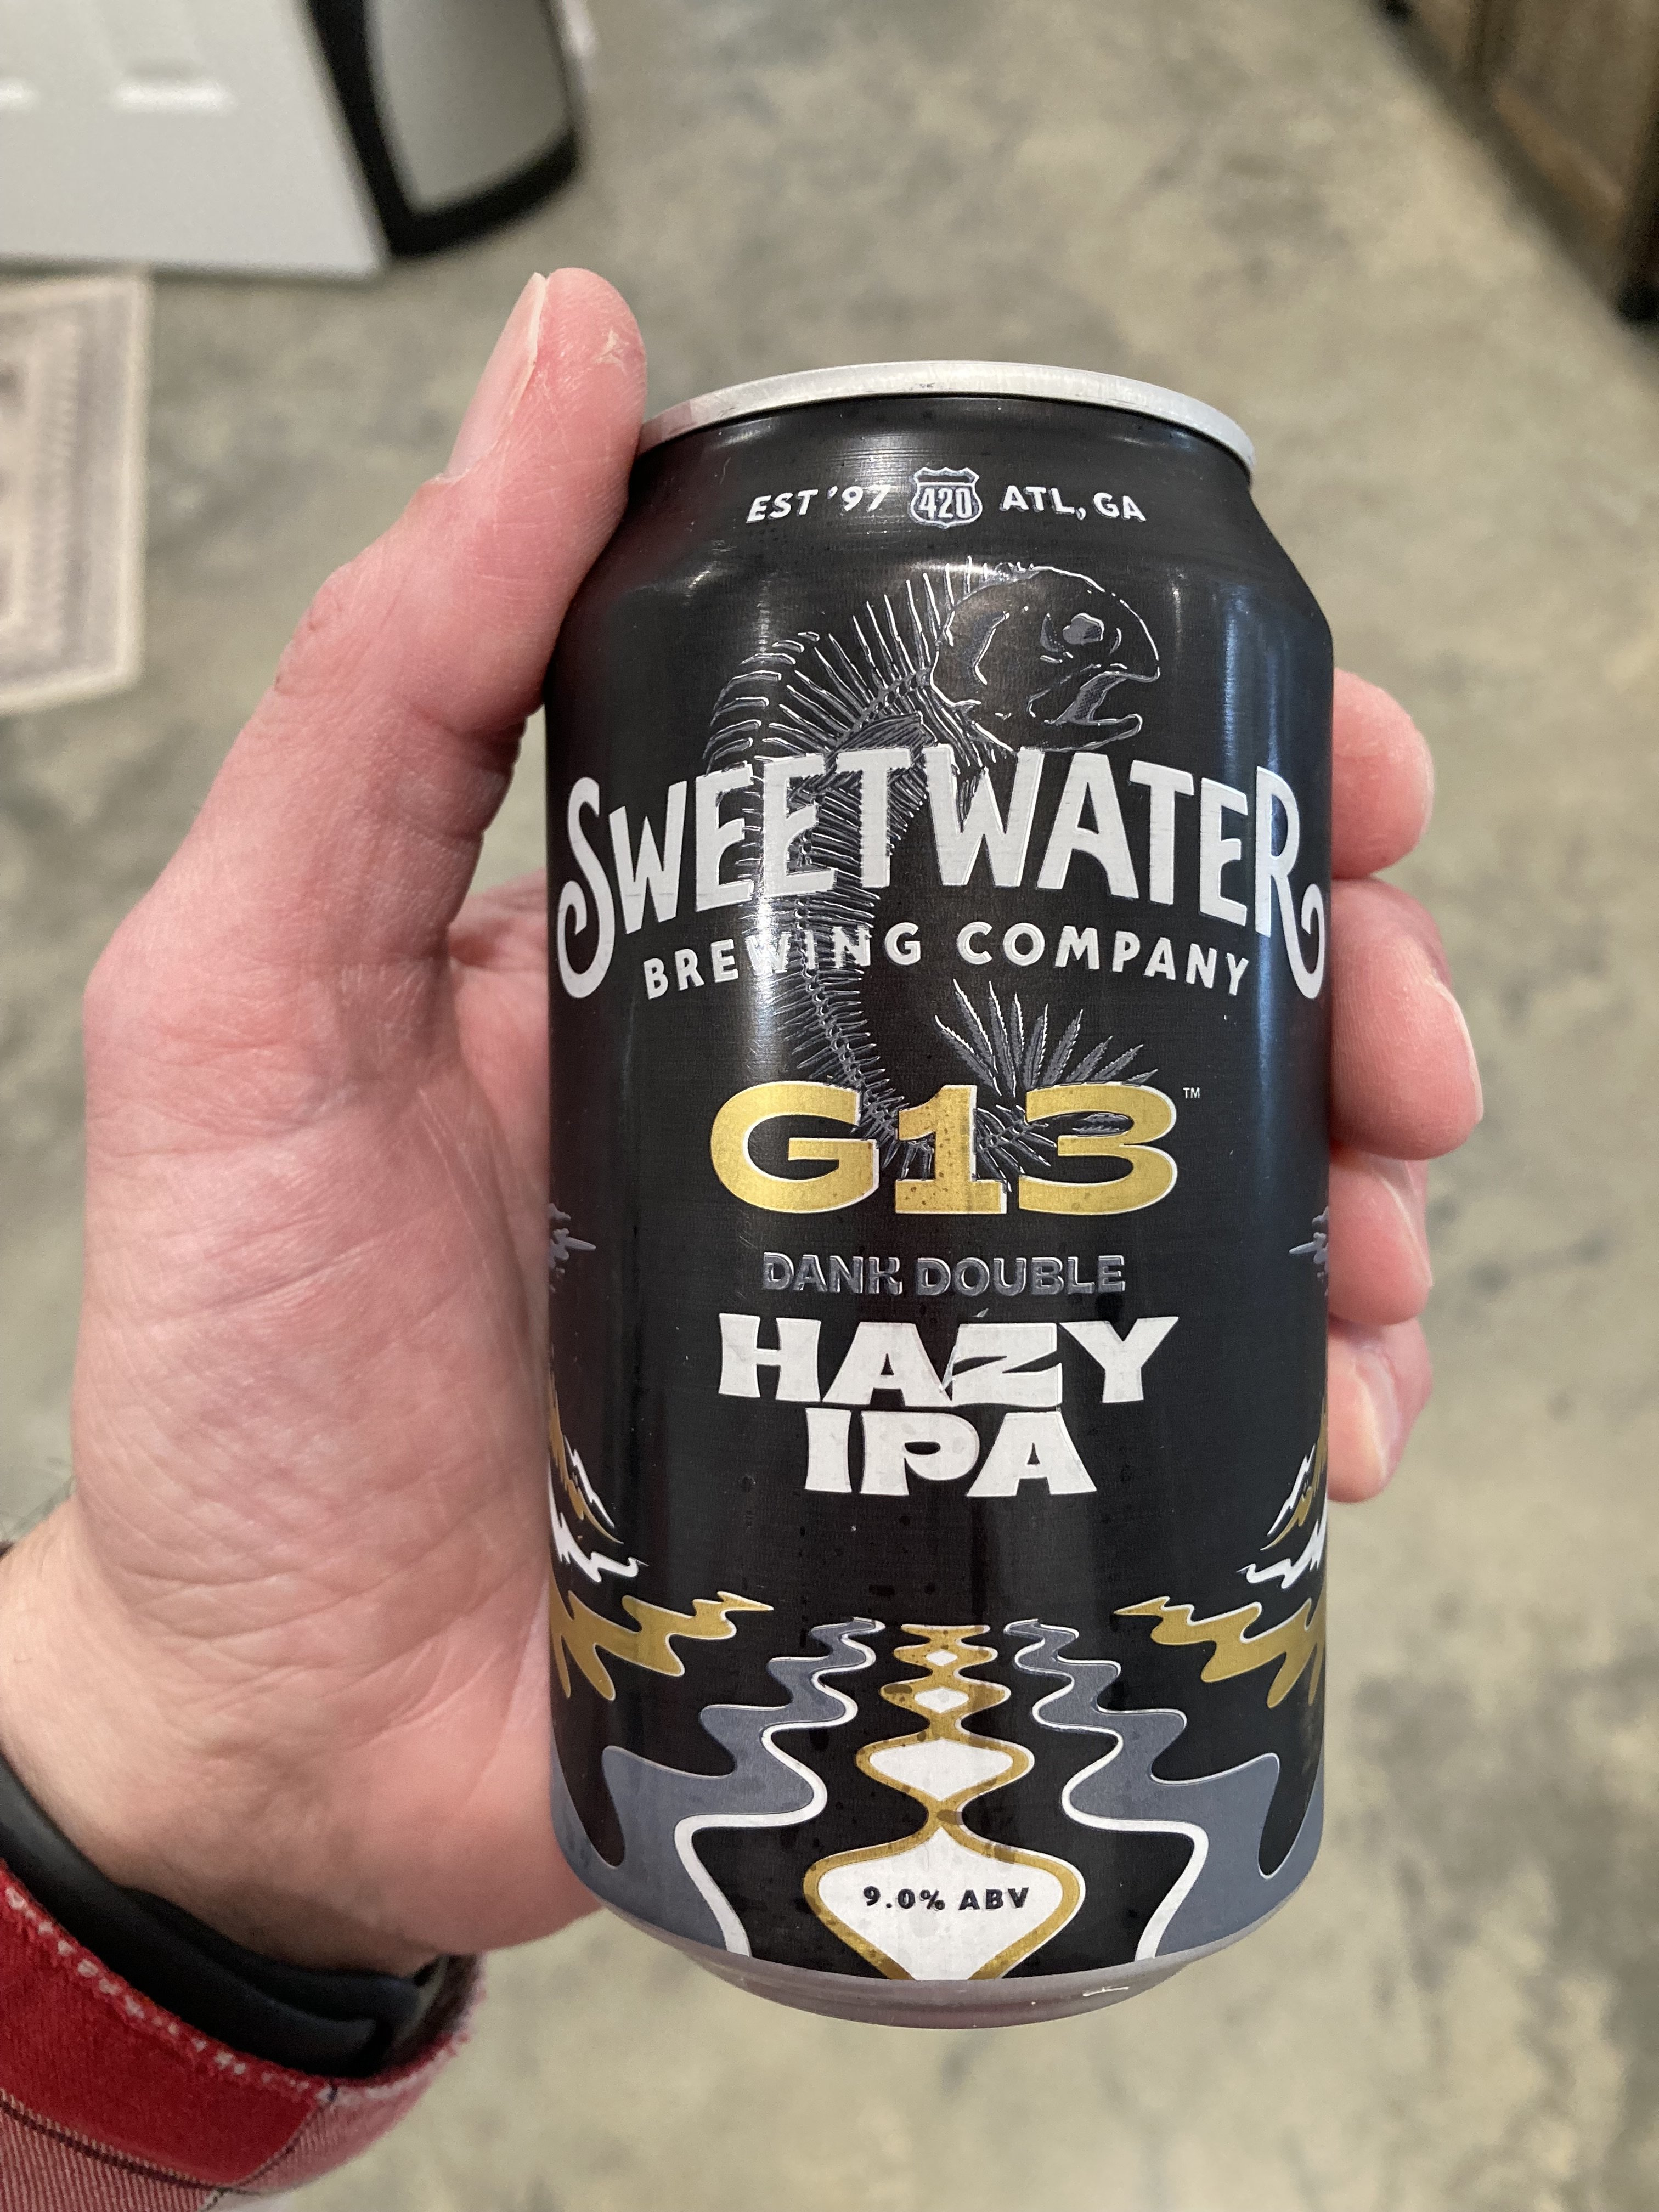 EST '97 420 ATL, GA
SWEETWATER
BREWING COMPANY
G13™
DANK DOUBLE
HAZY
IPA
9.0% ABV